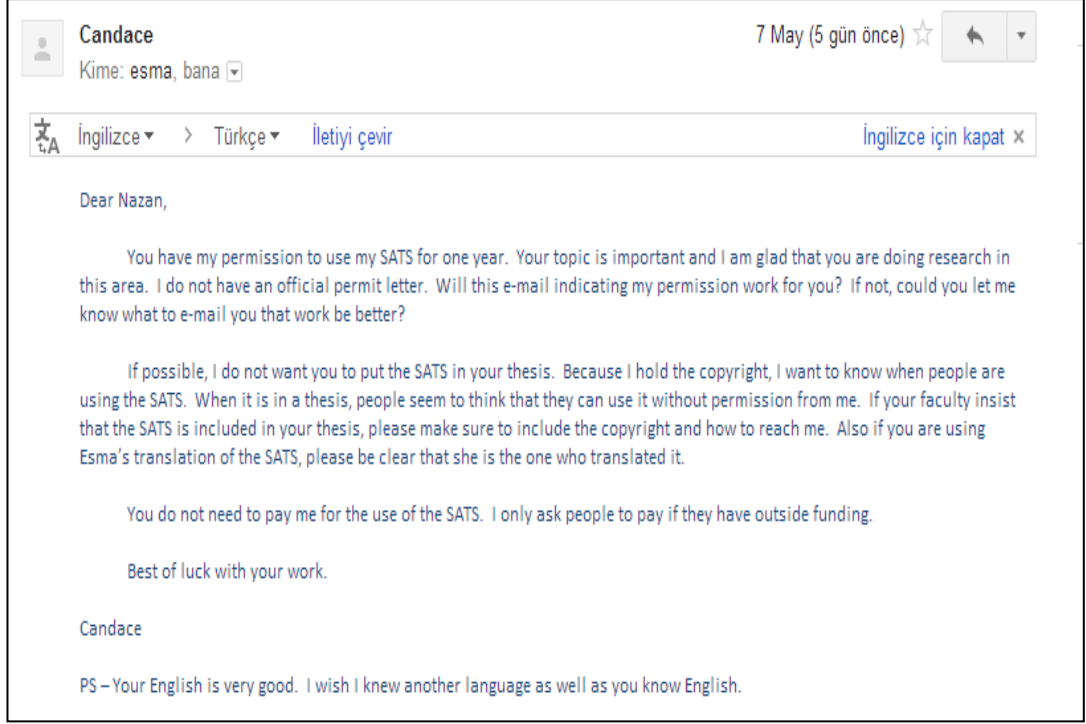 Candace
7 May (5 gün önce)
Kime: esma, bana
İngilizce > Türkçe İletiyi çevir İngilizce için kapat ×
Dear Nazan,
You have my permission to use my SATS for one year. Your topic is important and I am glad that you are doing research in
this area. I do not have an official permit letter. Will this e-mail indicating my permission work for you? If not, could you let me
know what to e-mail you that work be better?
If possible, I do not want you to put the SATS in your thesis. Because I hold the copyright, I want to know when people are
using the SATS. When it is in a thesis, people seem to think that they can use it without permission from me. If your faculty insist
that the SATS is included in your thesis, please make sure to include the copyright and how to reach me. Also if you are using
Esma's translation of the SATS, please be clear that she is the one who translated it.
You do not need to pay me for the use of the SATS. I only ask people to pay if they have outside funding.
Best of luck with your work.
Candace
PS – Your English is very good. I wish I knew another language as well as you know English.